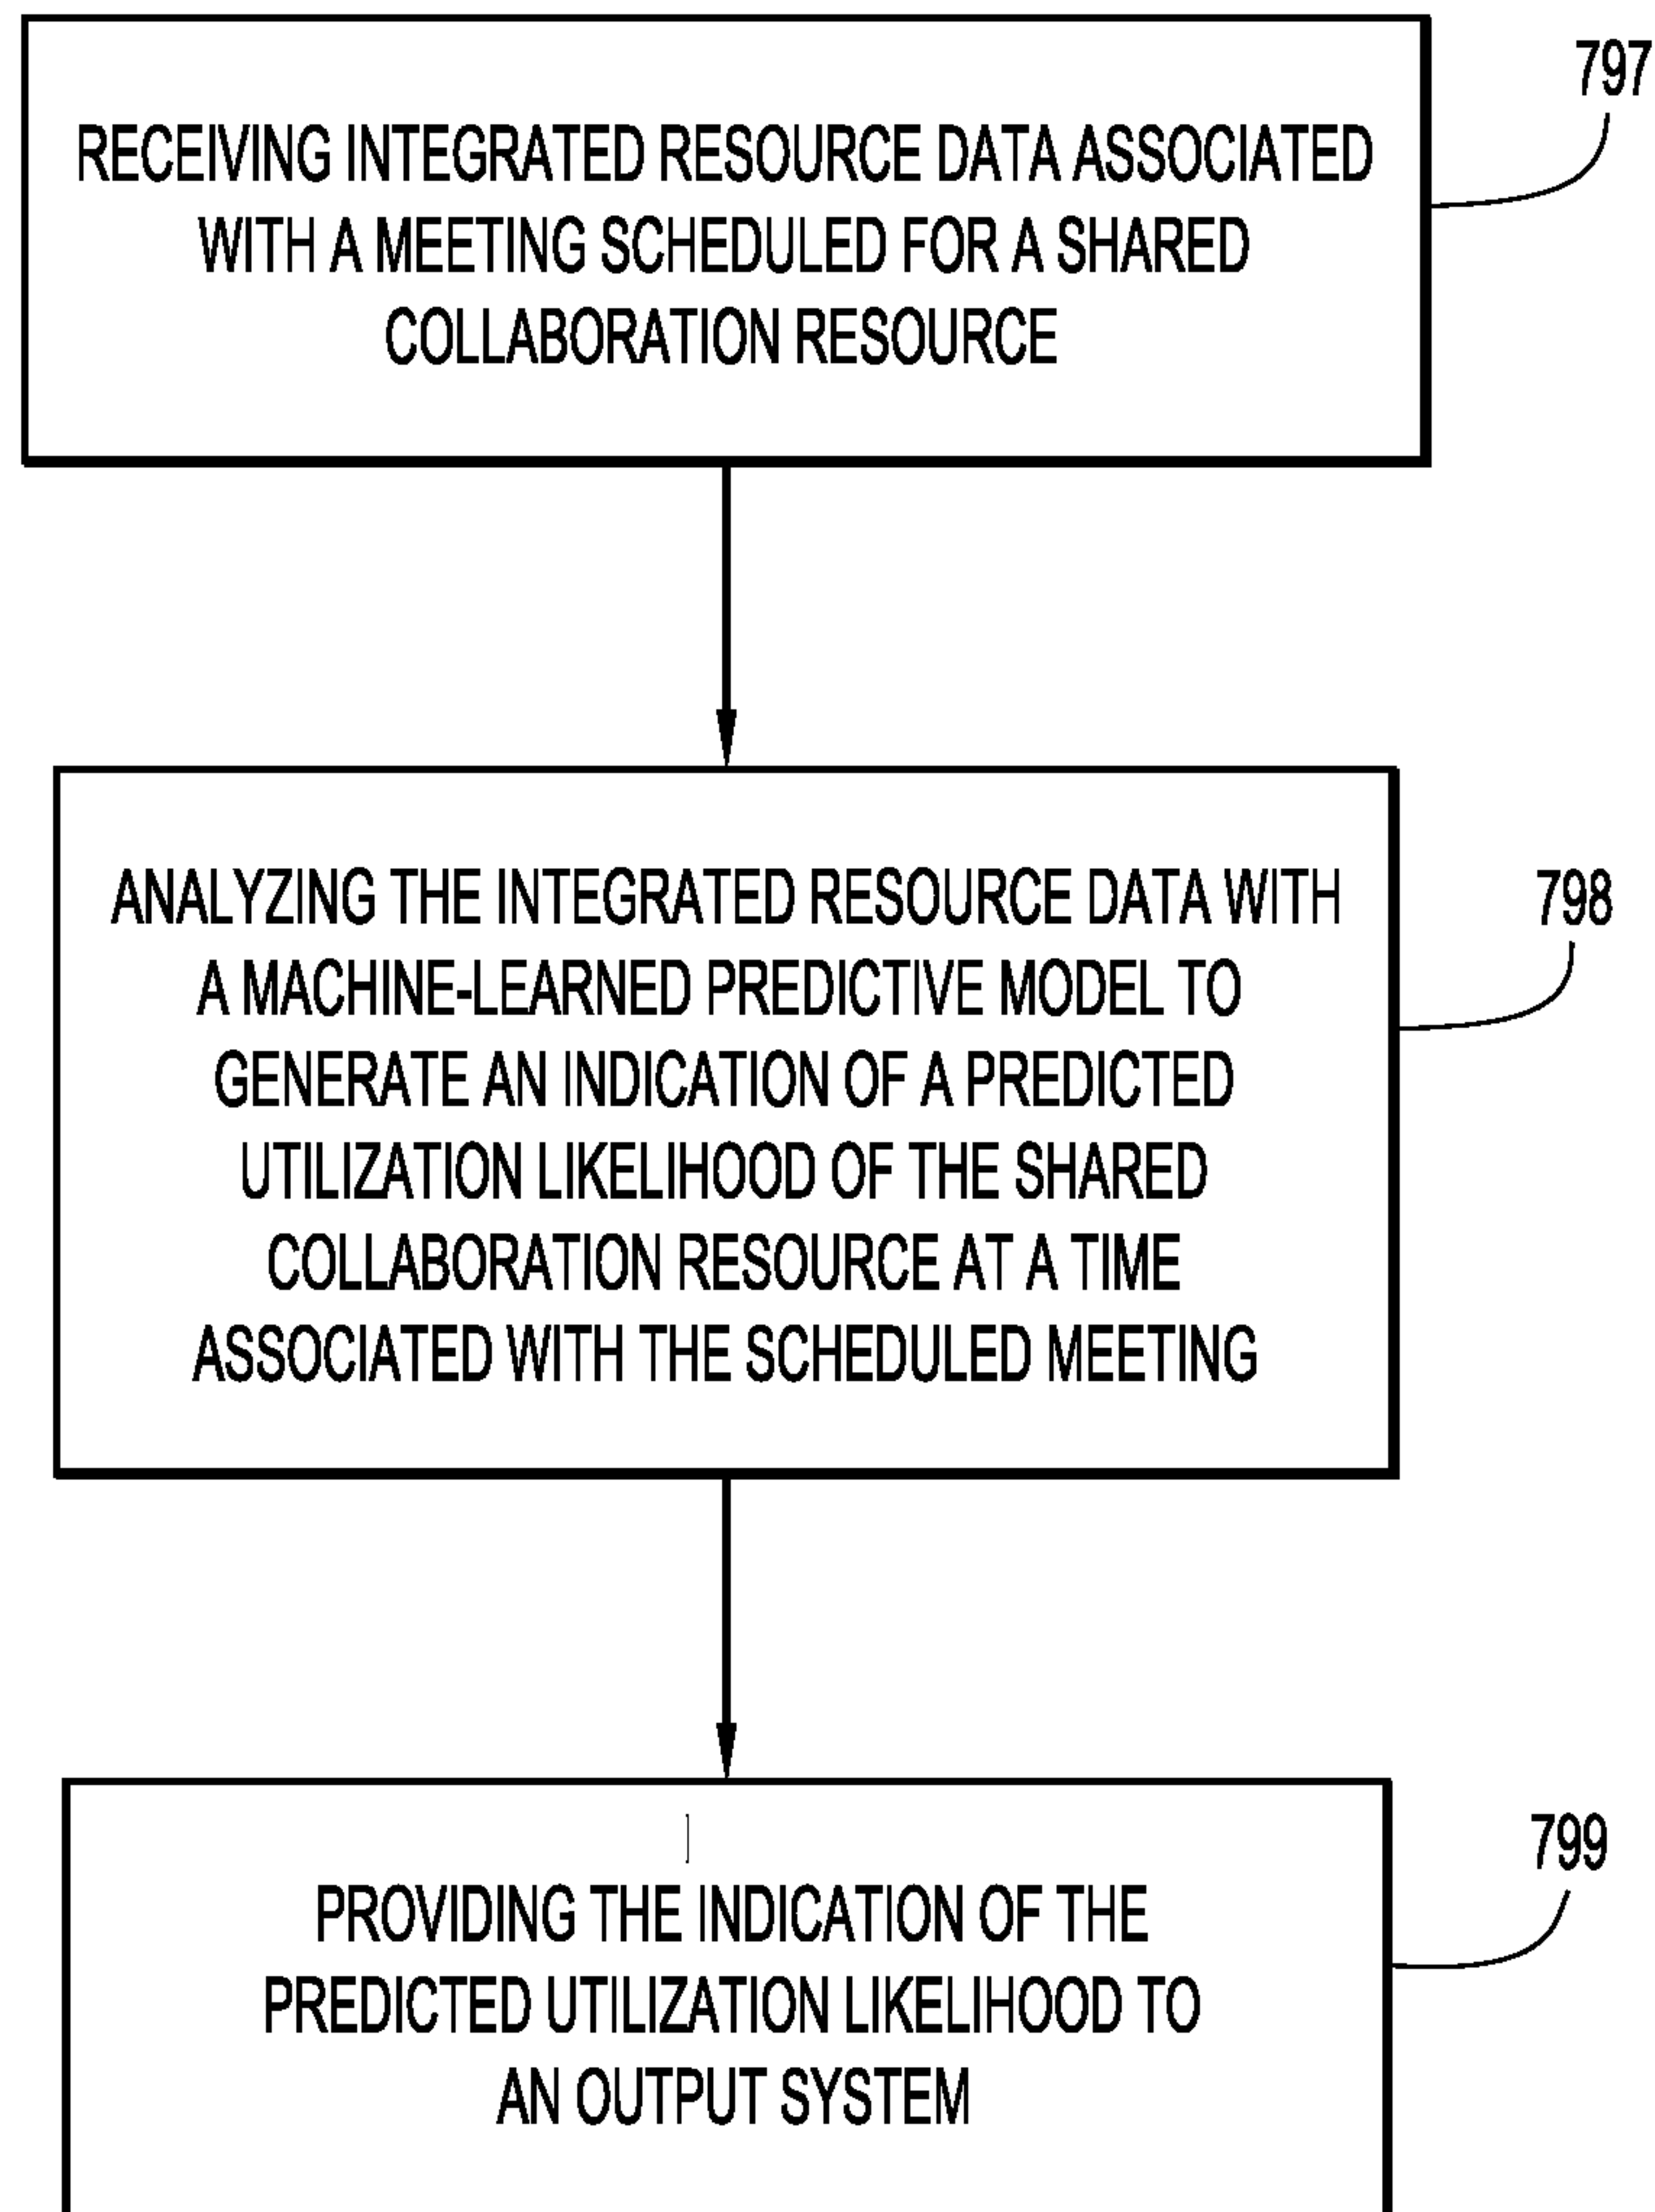 797
RECEIVING INTEGRATED RESOURCE DATA ASSOCIATED
WITH A MEETING SCHEDULED FOR A SHARED
COLLABORATION RESOURCE
798
ANALYZING THE INTEGRATED RESOURCE DATA WITH
A MACHINE-LEARNED PREDICTIVE MODEL TO
GENERATE AN INDICATION OF A PREDICTED
UTILIZATION LIKELIHOOD OF THE SHARED
COLLABORATION RESOURCE AT A TIME
ASSOCIATED WITH THE SCHEDULED MEETING
799
PROVIDING THE INDICATION OF THE
PREDICTED UTILIZATION LIKELIHOOD TO
AN OUTPUT SYSTEM